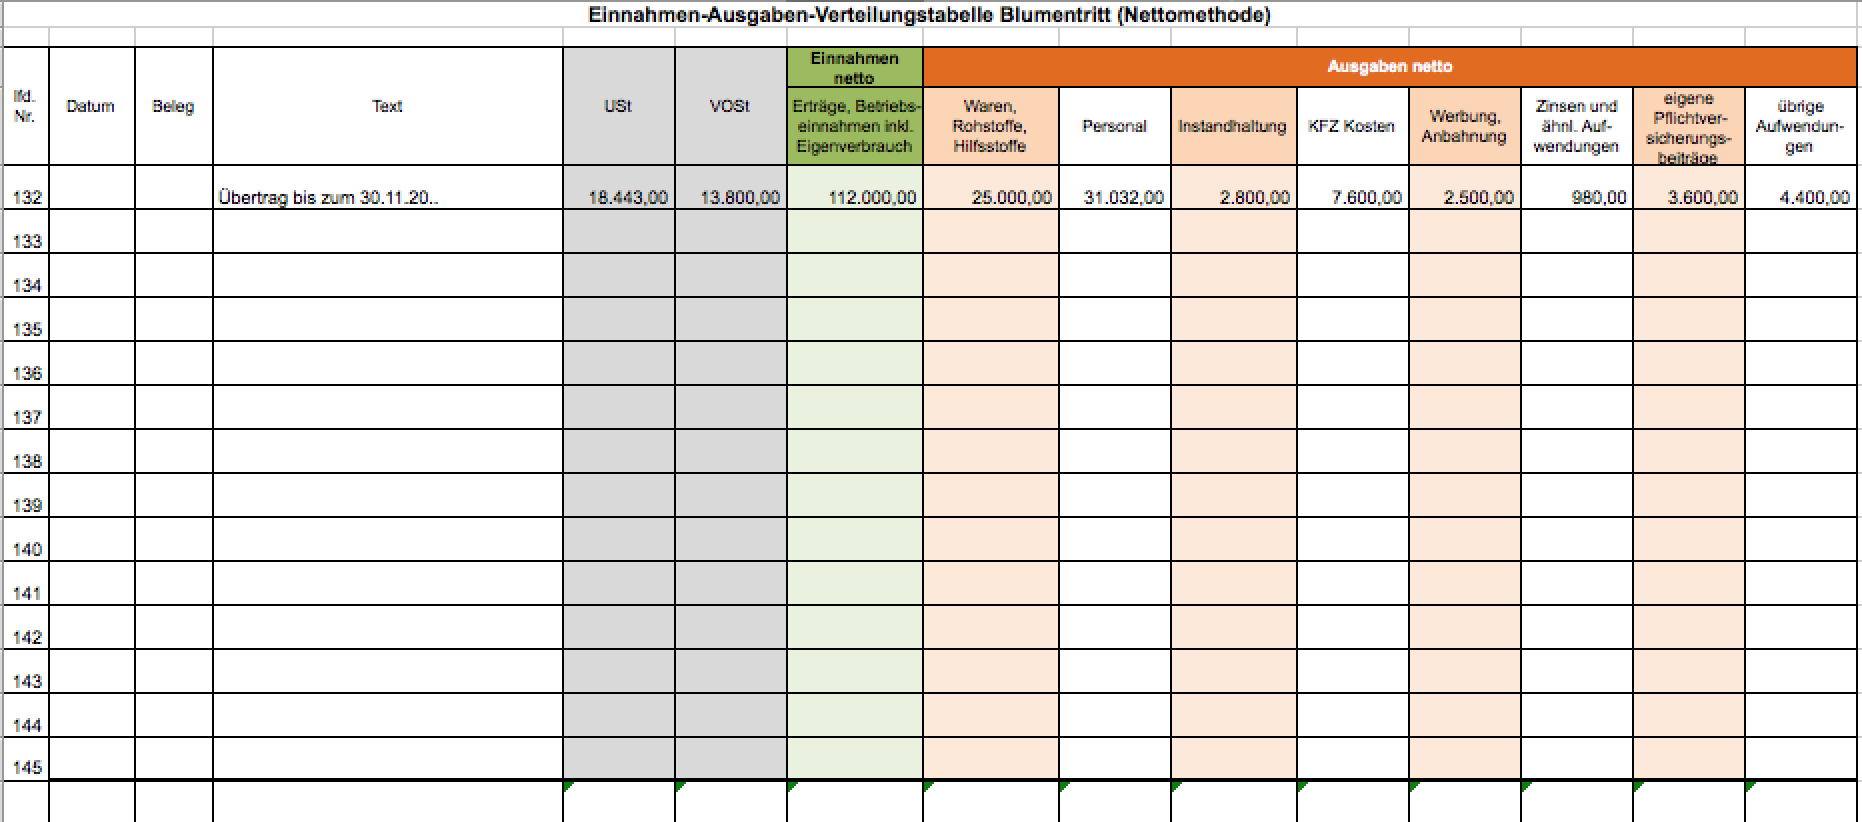 Einnahmen-Ausgaben-Verteilungstabelle Blumentritt (Nettomethode)
lfd. Nr.
Datum
Beleg
Text
USt
VOSt
Einnahmen
netto
Erträge, Betriebs-
einnahmen inkl.
Eigenverbrauch
Ausgaben netto
Waren,
Rohstoffe,
Hilfsstoffe
Personal
Instandhaltung
KFZ Kosten
Werbung,
Anbahnung
Zinsen und
ähnl. Auf-
wendungen
eigene
Pflichtver-
sicherungs-
beiträge
übrige
Aufwendun-
gen
132 Übertrag bis zum 30.11.20.. 18.443,00 13.800,00 112.000,00 25.000,00 31.032,00 2.800,00 7.600,00 2.500,00 980,00 3.600,00 4.400,00
133
134
135
136
137
138
139
140
141
142
143
144
145